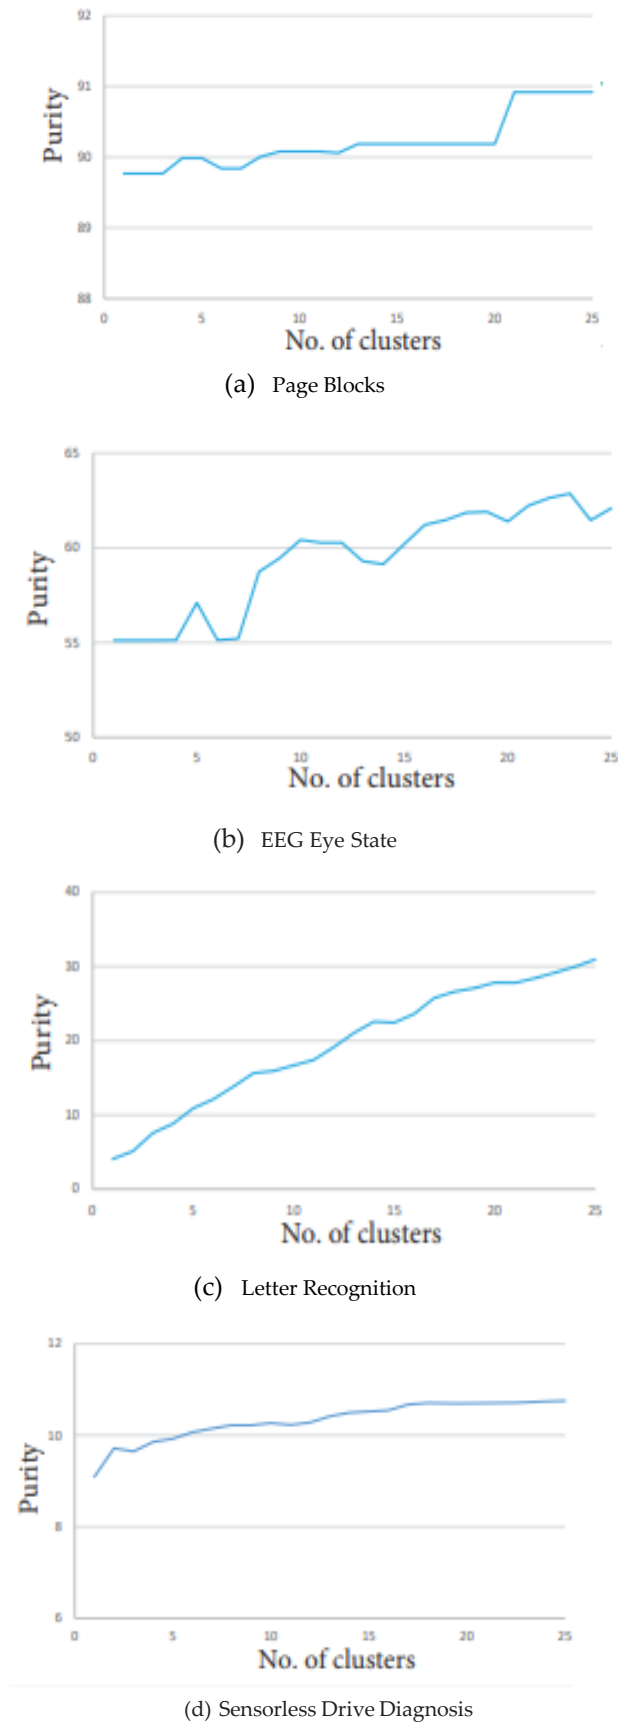 92
91
90
89
88
Purity
0 5 10 15 20 25
No. of clusters
(a) Page Blocks
65
60
55
50
Purity
0 5 10 15 20 25
No. of clusters
(b) EEG Eye State
40
30
20
10
0
Purity
0 5 10 15 20 25
No. of clusters
(c) Letter Recognition
12
10
8
6
Purity
0 5 10 15 20 25
No. of clusters
(d) Sensorless Drive Diagnosis